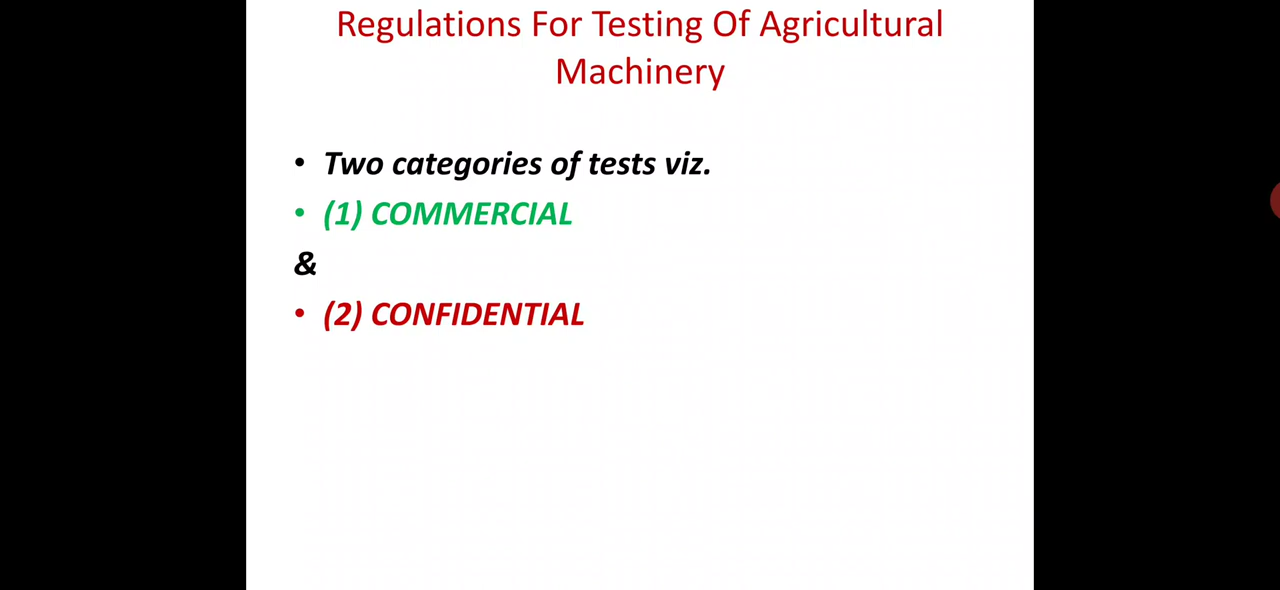 Regulations For Testing Of Agricultural
Machinery
• Two categories of tests viz.
• (1) COMMERCIAL
&
• (2) CONFIDENTIAL